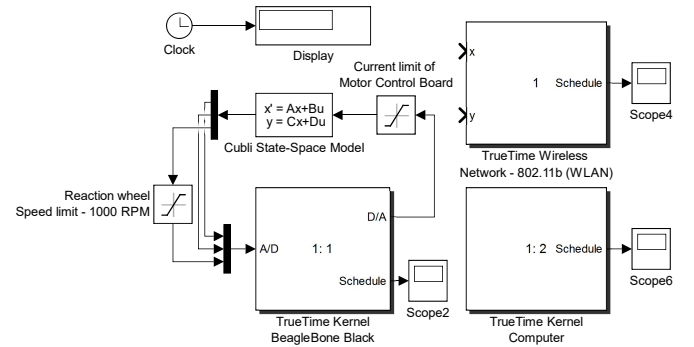 Clock
Display
Current limit of
Motor Control Board
x' = Ax+Bu
y = Cx+Du
Cubli State-Space Model
x
y
1
Schedule
Scope4
TrueTime Wireless
Network - 802.11b (WLAN)
Reaction wheel
Speed limit - 1000 RPM
A/D
1: 1
D/A
Schedule
Scope2
TrueTime Kernel
BeagleBone Black
1: 2
Schedule
Scope6
TrueTime Kernel
Computer